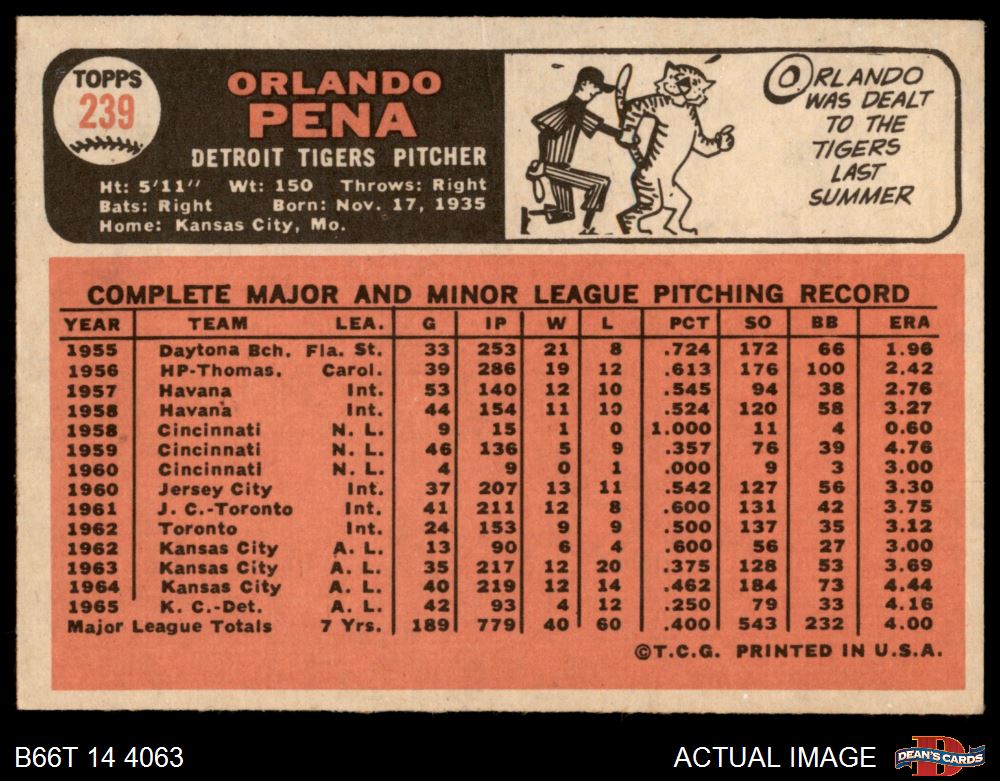 TOPPS
239
ORLANDO
PENA
DETROIT TIGERS PITCHER
Ht: 5'11" Wt: 150 Throws: Right
Bats: Right Born: Nov. 17, 1935
Home: Kansas City, Mo.
ORLANDO
WAS DEALT
TO THE
TIGERS
LAST
SUMMER
COMPLETE MAJOR AND MINOR LEAGUE PITCHING RECORD
YEAR TEAM LEA. G IP W L PCT SO BB ERA
1955 Daytona Bch. Fla. St. 33 253 21 8 .724 172 66 1.96
1956 HP-Thomas. Carol. 39 286 19 12 .613 176 100 2.42
1957 Havana Int. 53 140 12 10 .545 94 38 2.76
1958 Havana Int. 44 154 11 10 .524 120 58 3.27
1958 Cincinnati N. L. 9 15 1 0 1.000 11 4 0.60
1959 Cincinnati N. L. 46 136 5 9 .357 76 39 4.76
1960 Cincinnati N. L. 4 9 0 1 .000 9 3 3.00
1960 Jersey City Int. 37 207 13 11 .542 127 56 3.30
1961 J. C.-Toronto Int. 41 211 12 8 .600 131 42 3.75
1962 Toronto Int. 24 153 9 9 .500 137 35 3.12
1962 Kansas City A. L. 13 90 6 4 .600 56 27 3.00
1963 Kansas City A. L. 35 217 12 20 .375 128 53 3.69
1964 Kansas City A. L. 40 219 12 14 .462 184 73 4.44
1965 K. C.-Det. A. L. 42 93 4 12 .250 79 33 4.16
Major League Totals 7 Yrs. 189 779 40 60 .400 543 232 4.00
©T.C.G. PRINTED IN U.S.A.
B66T 14 4063
ACTUAL IMAGE
DEAN'S CARDS